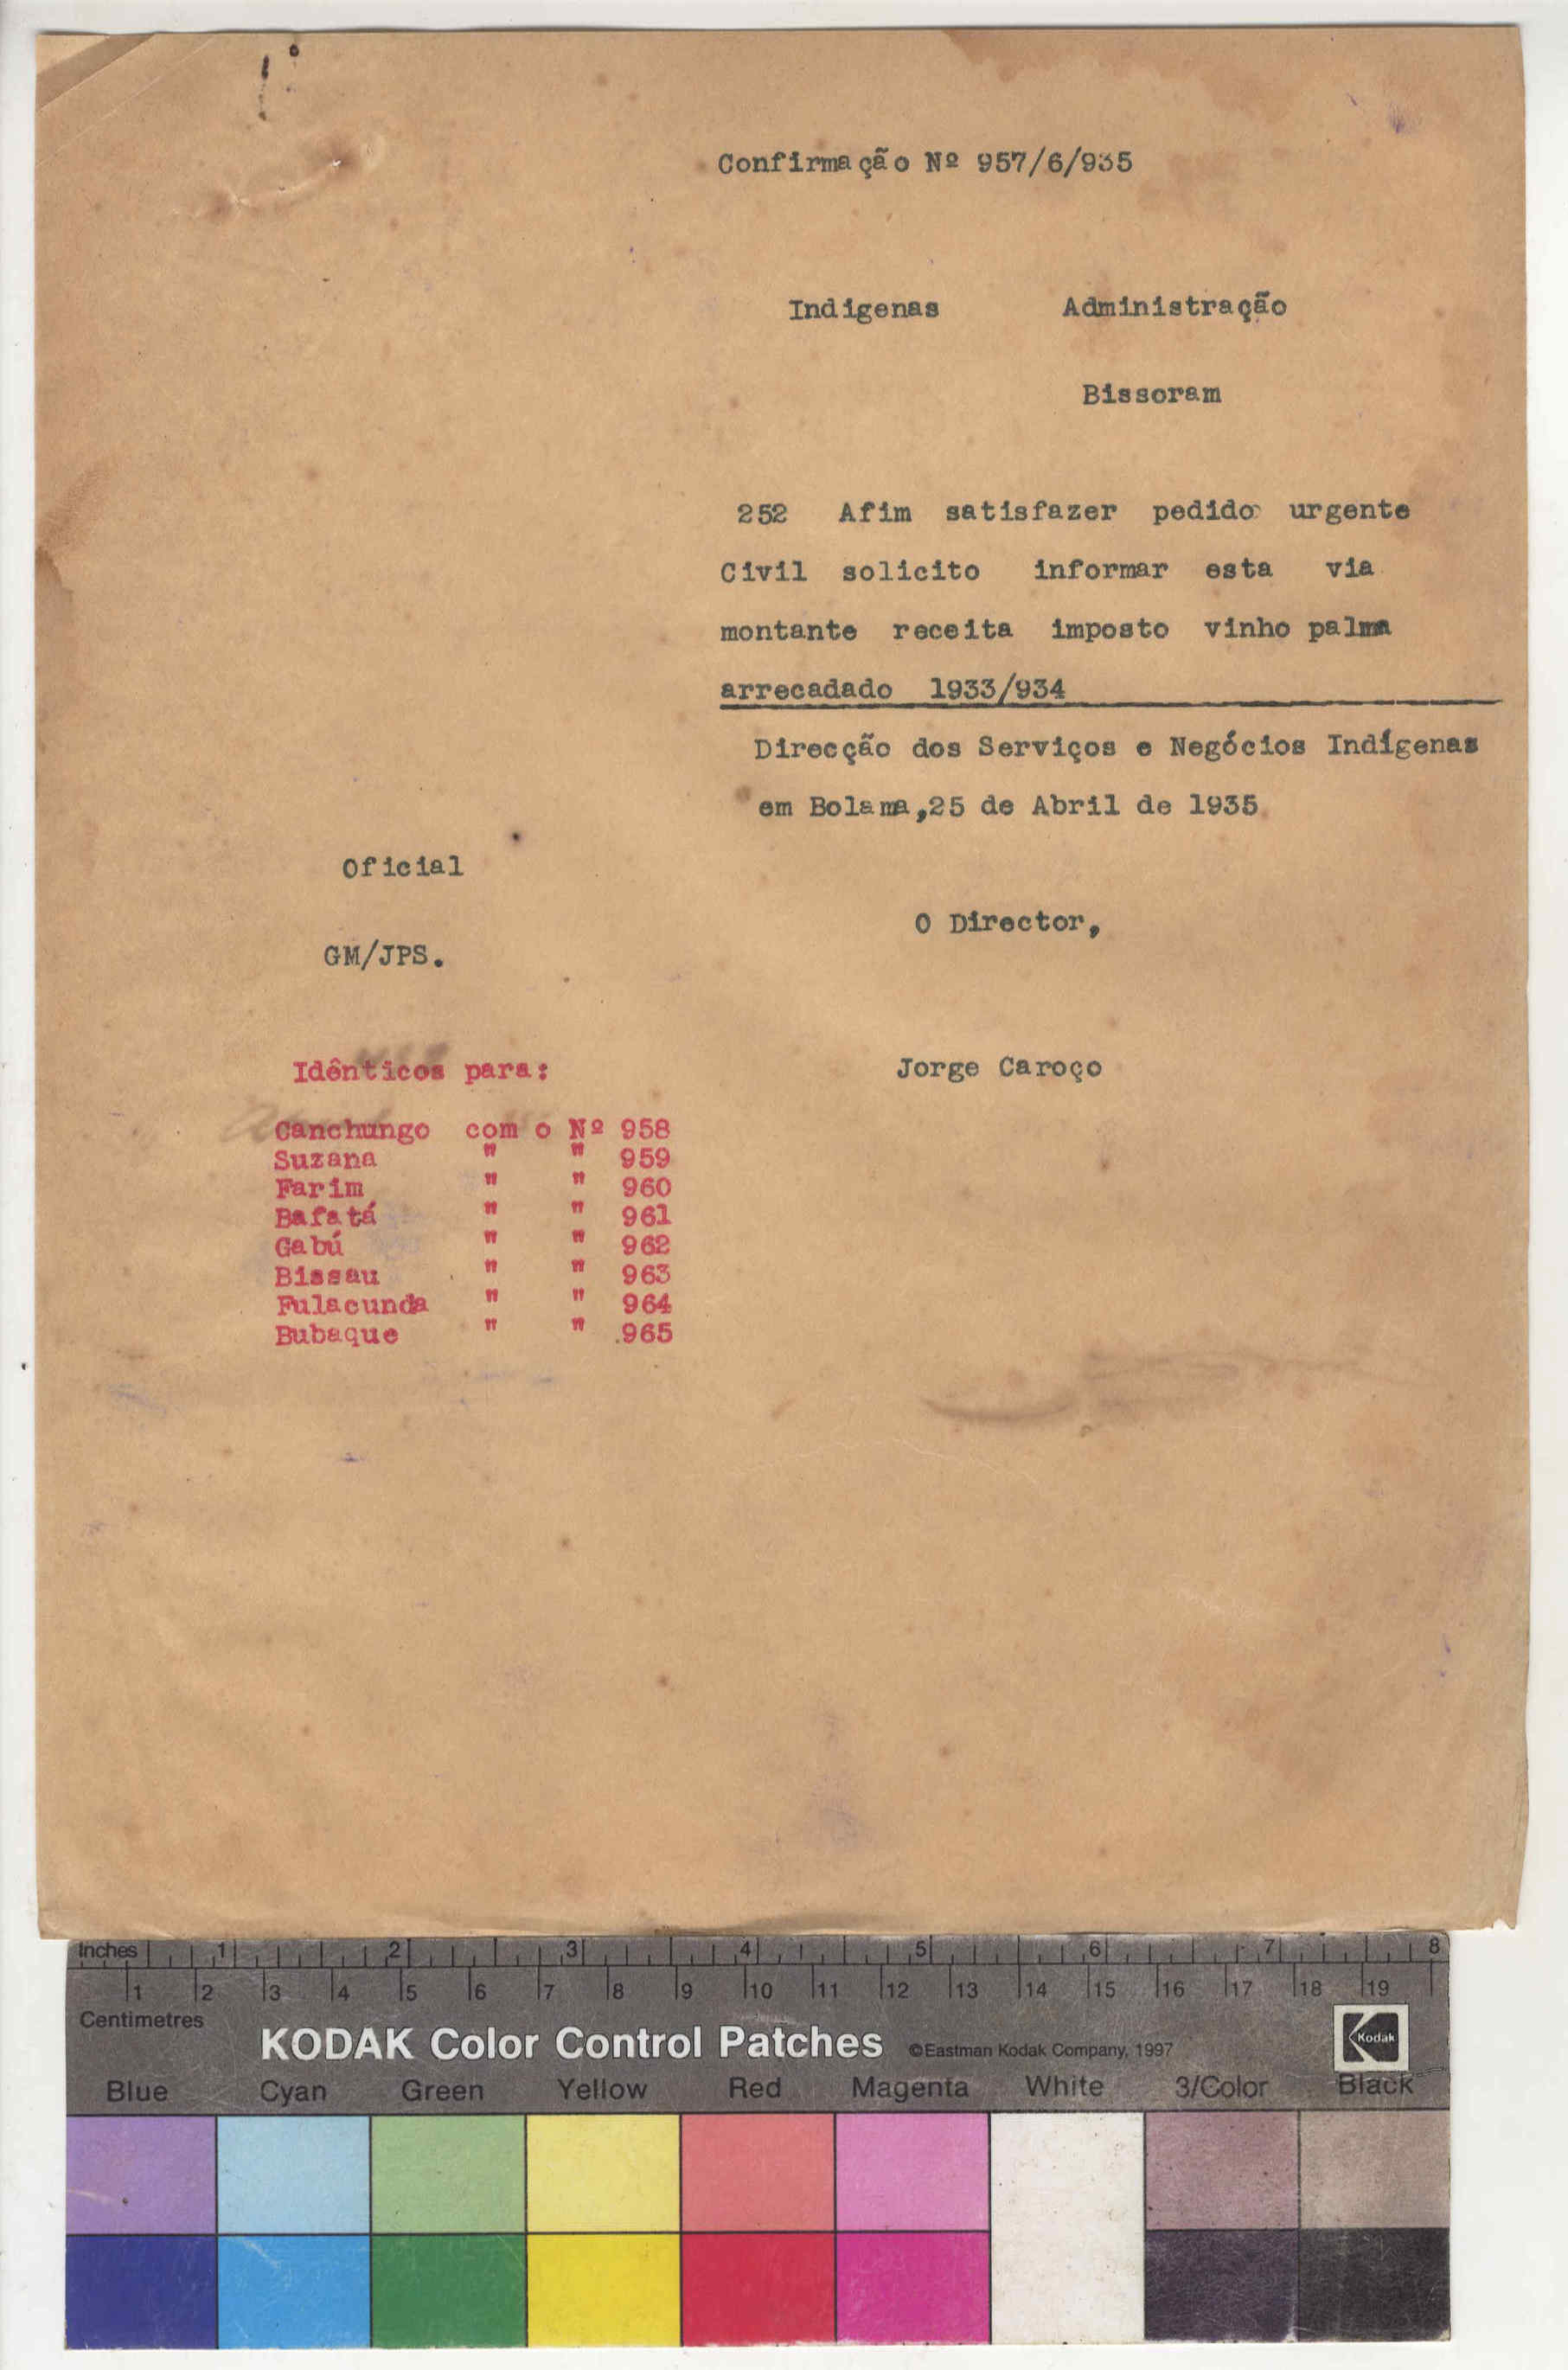 Confirmação Nº 957/6/935
Indigenas Administração
Bissoram
252 Afim satisfazer pedido urgente
Civil solicito informar esta via
montante receita imposto vinho palma
arrecadado 1933/934
Direcção dos Serviços e Negócios Indígenas
em Bolama,25 de Abril de 1935
Oficial
O Director,
GM/JPS.
Jorge Caroço
Idênticos para:
Canchungo com o Nº 958
Suzana " " 959
Farim " " 960
Bafatá " " 961
Gabú " " 962
Bissau " " 963
Fulacunda " " 964
Bubaque " " 965
Inches 1 2 3 4 5 6 7 8
1 2 3 4 5 6 7 8 9 10 11 12 13 14 15 16 17 18 19
Centimetres
KODAK Color Control Patches ©Eastman Kodak Company, 1997 Kodak
Blue Cyan Green Yellow Red Magenta White 3/Color Black